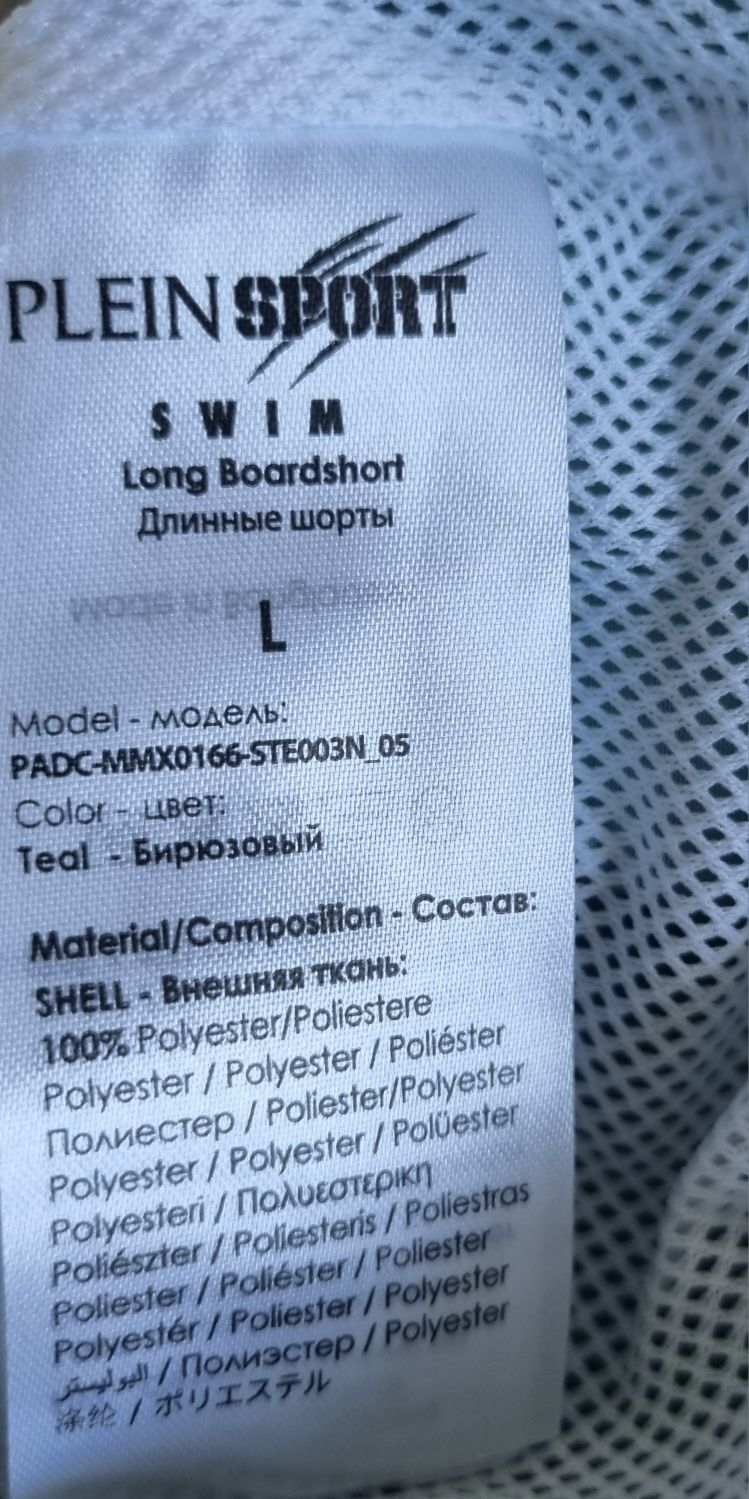 PLEIN SPORT
SWIM
Long Boardshort
Длинные шорты
L
Model - модель:
PADC-MMX0166-STE003N_05
Color - цвет:
Teal - Бирюзовый
Material/Composition - Состав:
SHELL - Внешняя ткань:
100% Polyester/Poliestere
Polyester / Polyester / Poliéster
Полиестер / Poliester/Polyester
Polyester / Polyester / Polüester
Polyesteri / Πολυεστερικη
Poliészter / Poliesteris / Poliestras
Poliester / Poliéster / Poliester
Polyestér / Poliester / Polyester
البوليستر / Полиэстер / Polyester
涤纶 / ポリエステル